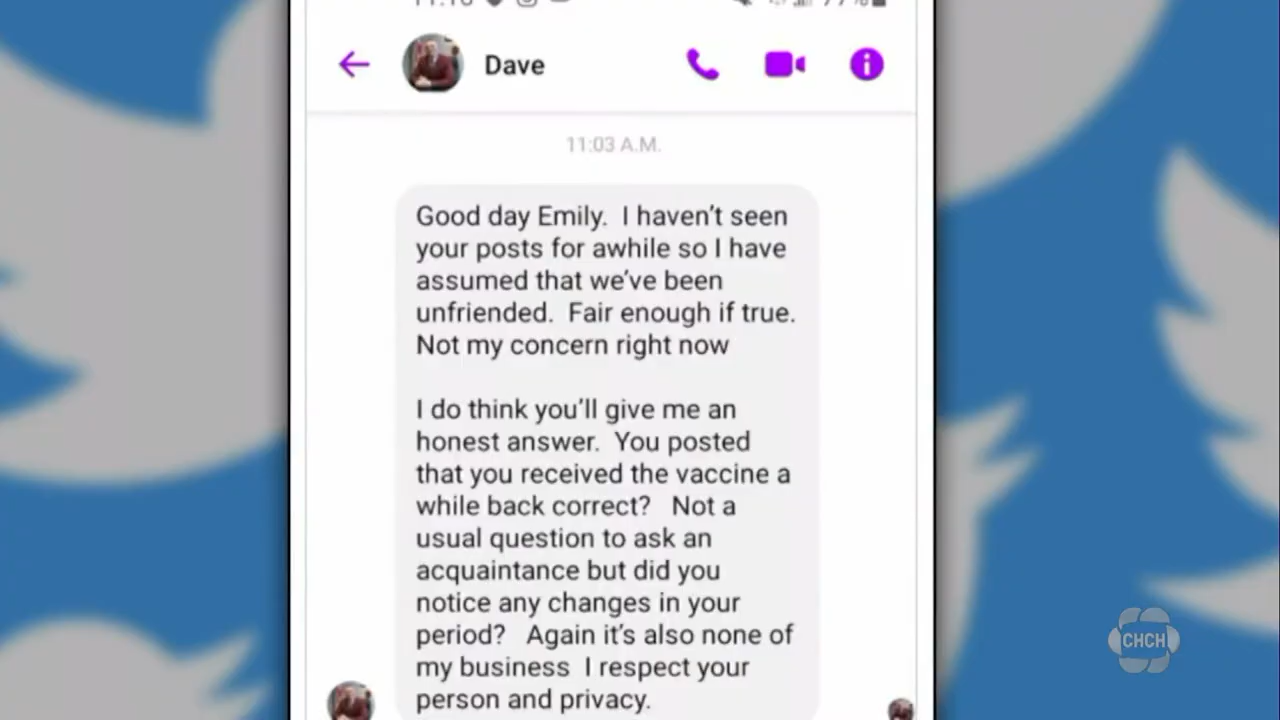 Dave
11:03 A.M.
Good day Emily.  I haven't seen
your posts for awhile so I have
assumed that we've been
unfriended.  Fair enough if true.
Not my concern right now
I do think you'll give me an
honest answer.  You posted
that you received the vaccine a
while back correct?   Not a
usual question to ask an
acquaintance but did you
notice any changes in your
period?   Again it's also none of
my business  I respect your
person and privacy.
CHCH